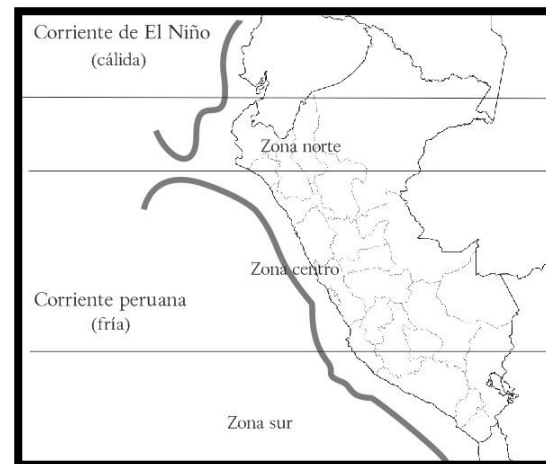 Corriente de El Niño
(cálida)
Zona norte
Zona centro
Corriente peruana
(fría)
Zona sur